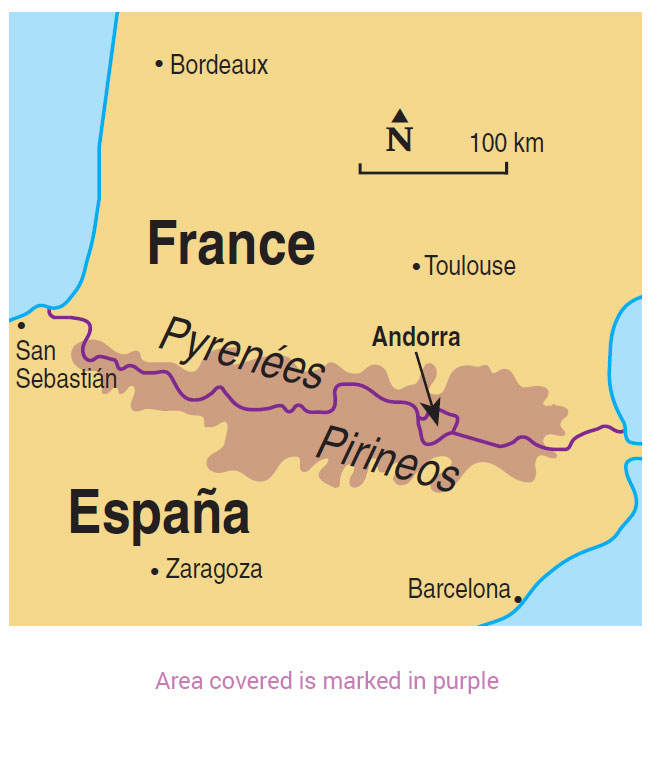 Bordeaux
N
100 km
France
Toulouse
Pyrenées
Andorra
San
Sebastián
Pirineos
España
Zaragoza
Barcelona
Area covered is marked in purple